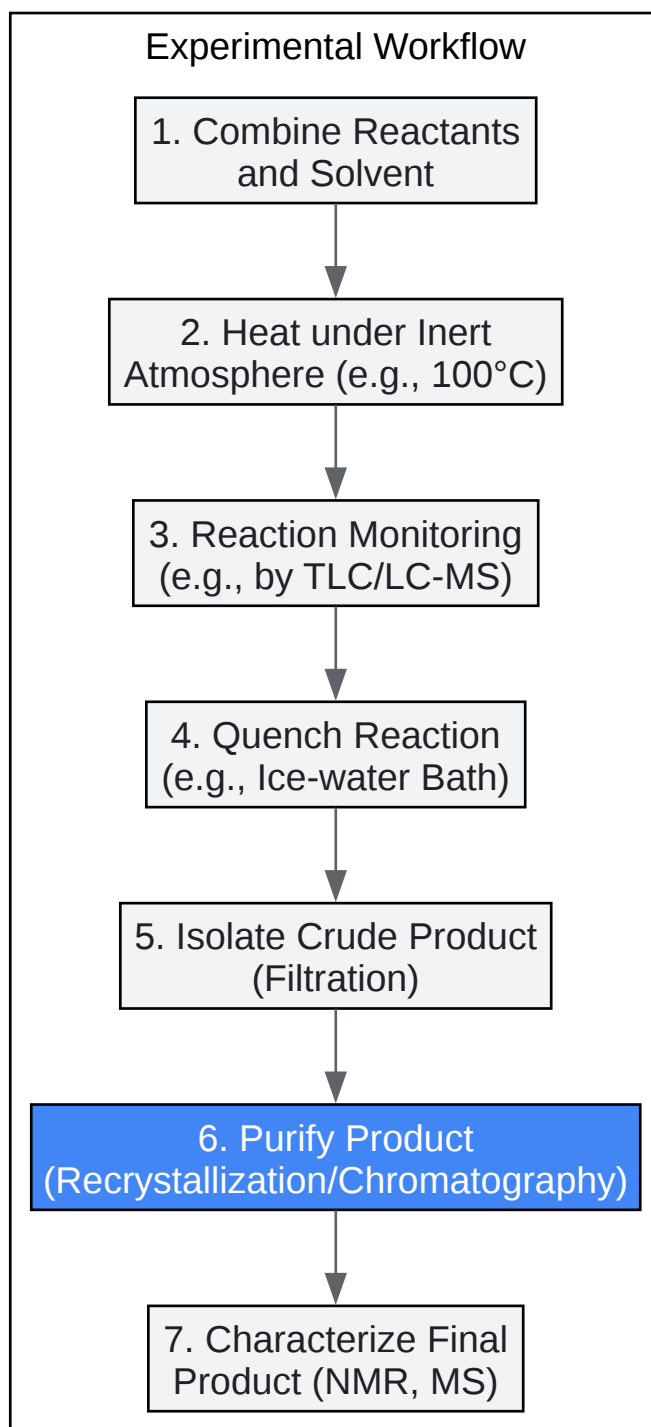 Experimental Workflow
1. Combine Reactants
and Solvent
2. Heat under Inert
Atmosphere (e.g., 100°C)
3. Reaction Monitoring
(e.g., by TLC/LC-MS)
4. Quench Reaction
(e.g., Ice-water Bath)
5. Isolate Crude Product
(Filtration)
6. Purify Product
(Recrystallization/Chromatography)
7. Characterize Final
Product (NMR, MS)